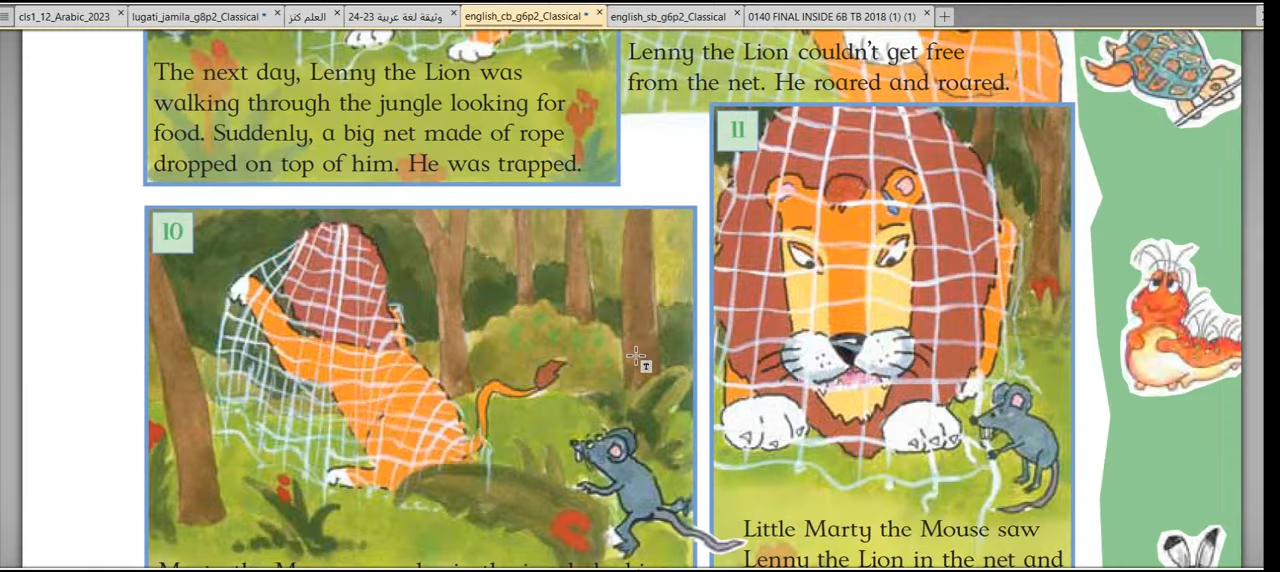 cls1_12_Arabic_2023
lugati_jamila_g8p2_Classical *
العلم كنز
وثيقة لغة عربية 24-23
english_cb_g6p2_Classical *
english_sb_g6p2_Classical
0140 FINAL INSIDE 6B TB 2018 (1) (1)
The next day, Lenny the Lion was
walking through the jungle looking for
food. Suddenly, a big net made of rope
dropped on top of him. He was trapped.
Lenny the Lion couldn't get free
from the net. He roared and roared.
10
11
Little Marty the Mouse saw
Lenny the Lion in the net and